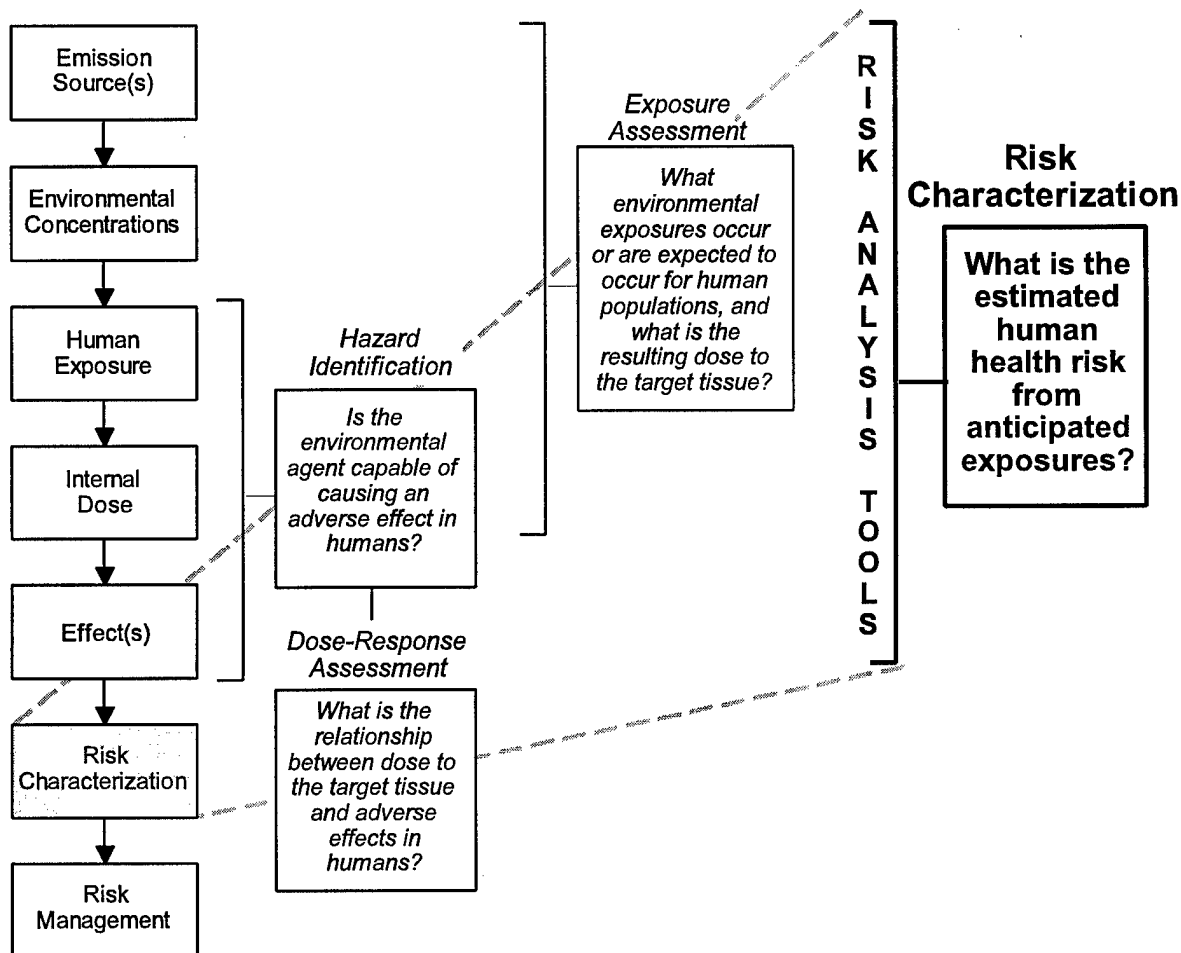 Emission
Source(s)
Environmental
Concentrations
Human
Exposure
Internal
Dose
Effect(s)
Risk
Characterization
Risk
Management
Hazard
Identification
Is the
environmental
agent capable of
causing an
adverse effect in
humans?
Dose-Response
Assessment
What is the
relationship
between dose to
the target tissue
and adverse
effects in
humans?
Exposure
Assessment
What
environmental
exposures occur
or are expected to
occur for human
populations, and
what is the
resulting dose to
the target tissue?
RISK ANALYSIS TOOLS
Risk
Characterization
What is the
estimated
human
health risk
from
anticipated
exposures?